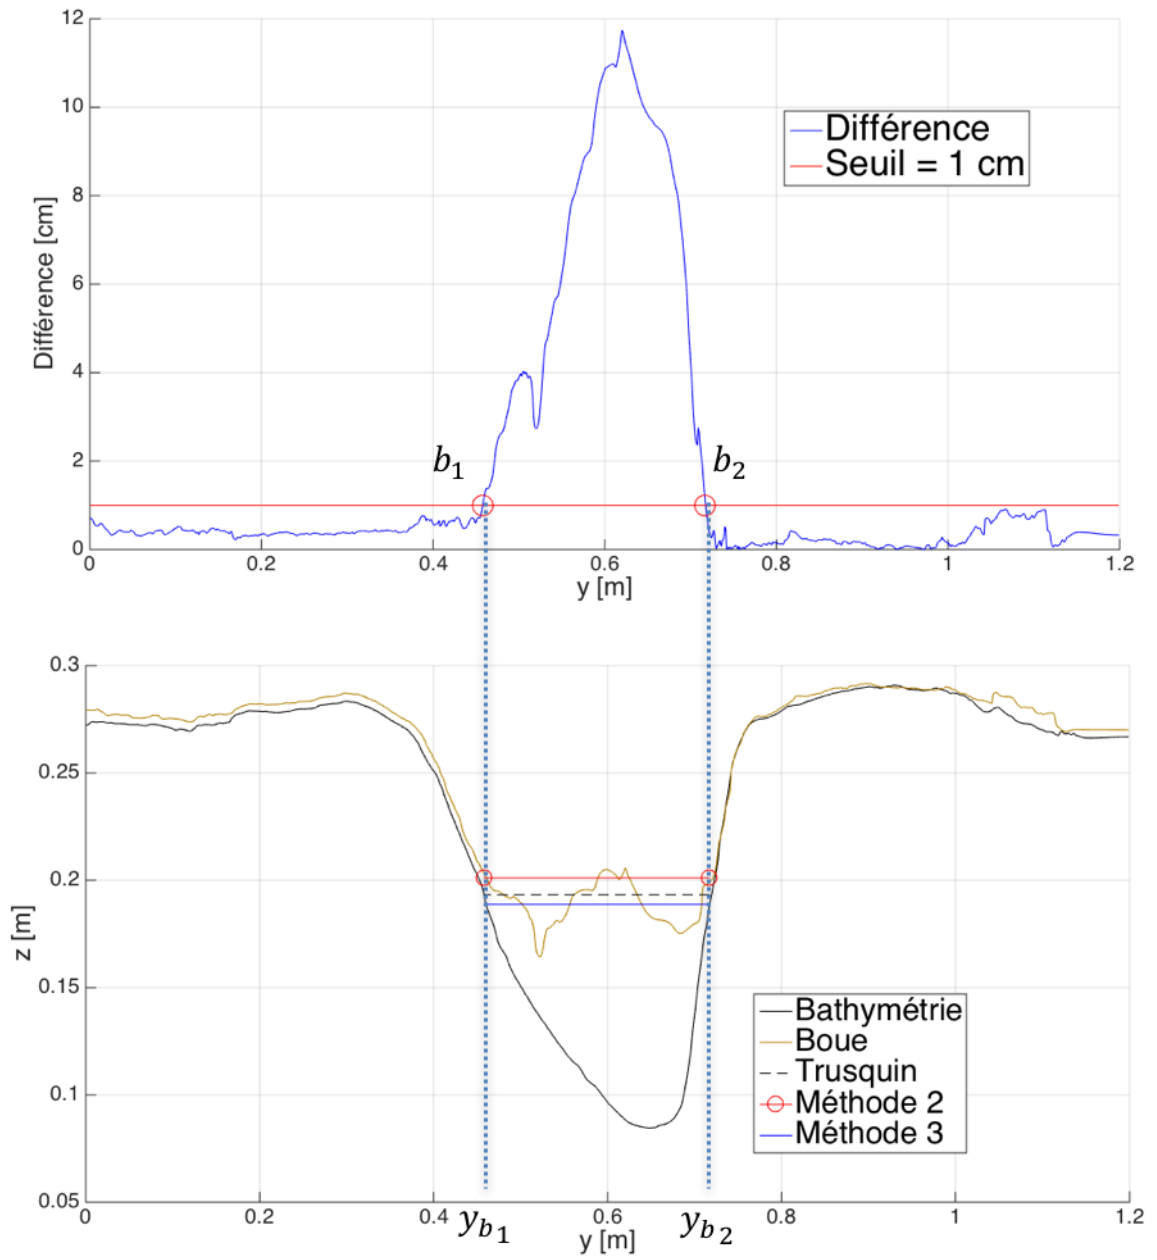 12
10
8
6
4
2
0
Différence [cm]
Différence
Seuil = 1 cm
b1
b2
0
0.2
0.4
0.6
0.8
1
1.2
y [m]
0.3
0.25
0.2
0.15
0.1
0.05
z [m]
Bathymétrie
Boue
Trusquin
Méthode 2
Méthode 3
0
0.2
0.4
0.6
0.8
1
1.2
yb1
yb2
y [m]